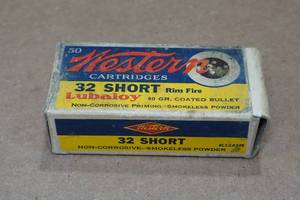 50
Western
CARTRIDGES
32 SHORT Rim Fire
Lubaloy 80 GR. COATED BULLET
NON-CORROSIVE PRIMING-SMOKELESS POWDER
Western
32 SHORT
NON-CORROSIVE-SMOKELESS POWDER